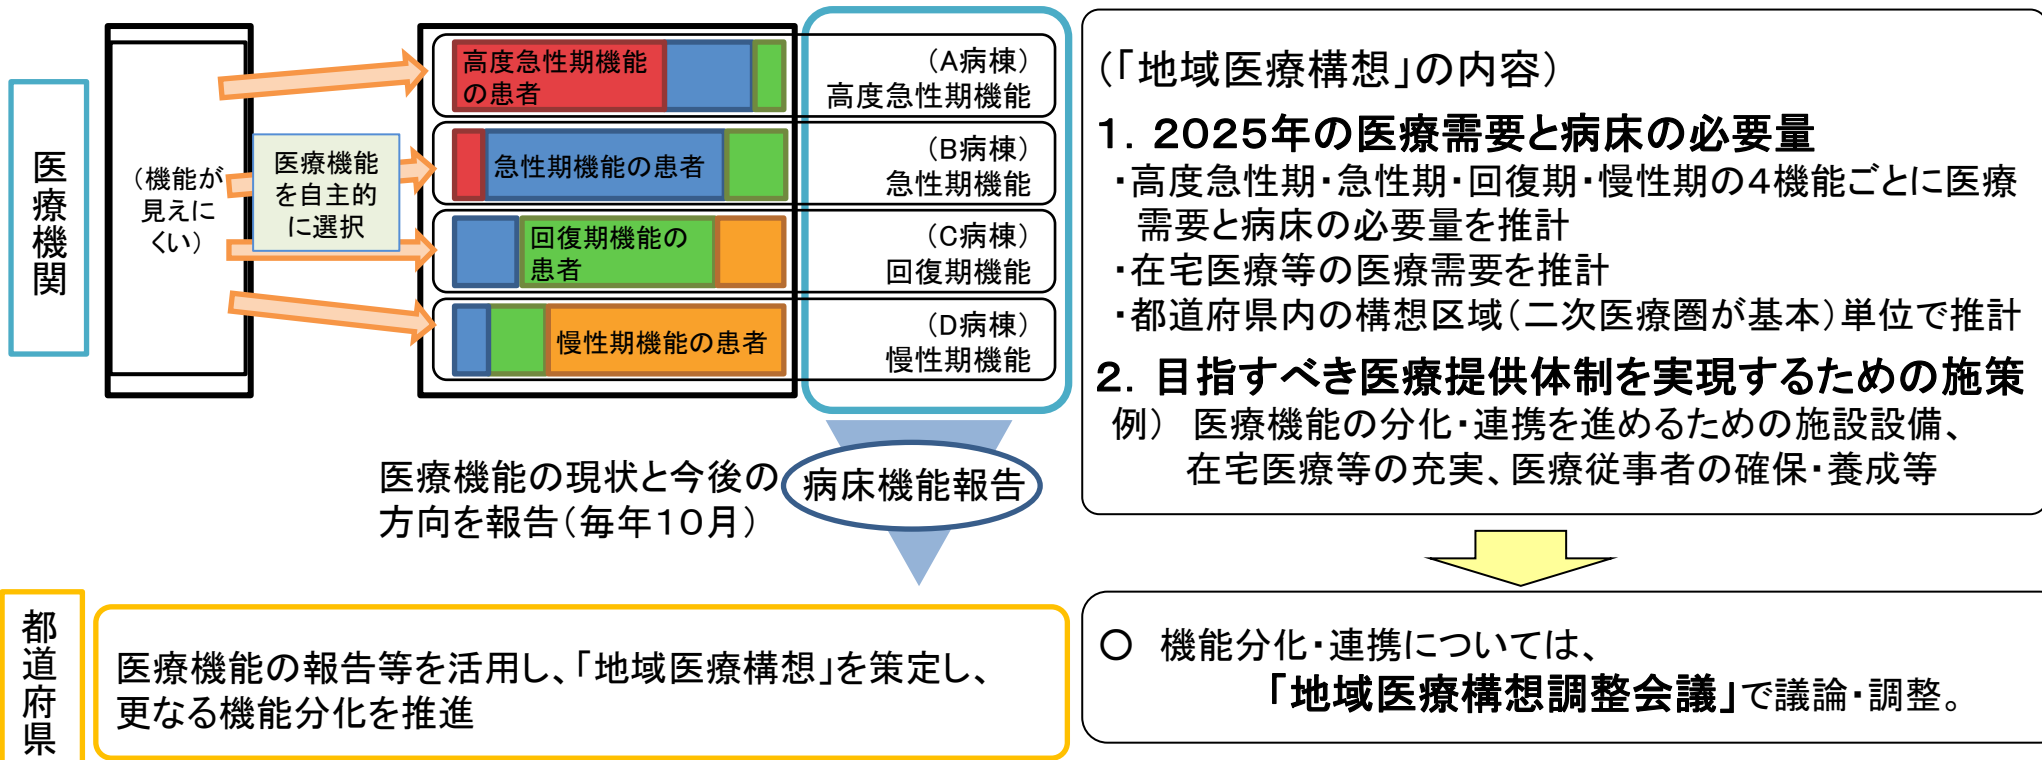 医療機関
（機能が
見えに
くい）
医療機能
を自主的
に選択
高度急性期機能
の患者
（A病棟）
高度急性期機能
急性期機能の患者
（B病棟）
急性期機能
回復期機能の
患者
（C病棟）
回復期機能
慢性期機能の患者
（D病棟）
慢性期機能
医療機能の現状と今後の
方向を報告（毎年１０月）
病床機能報告
都道府県
医療機能の報告等を活用し、「地域医療構想」を策定し、
更なる機能分化を推進
（「地域医療構想」の内容）
１．２０２５年の医療需要と病床の必要量
・高度急性期・急性期・回復期・慢性期の４機能ごとに医療
需要と病床の必要量を推計
・在宅医療等の医療需要を推計
・都道府県内の構想区域（二次医療圏が基本）単位で推計
２．目指すべき医療提供体制を実現するための施策
例） 医療機能の分化・連携を進めるための施設設備、
在宅医療等の充実、医療従事者の確保・養成等
○ 機能分化・連携については、
「地域医療構想調整会議」で議論・調整。